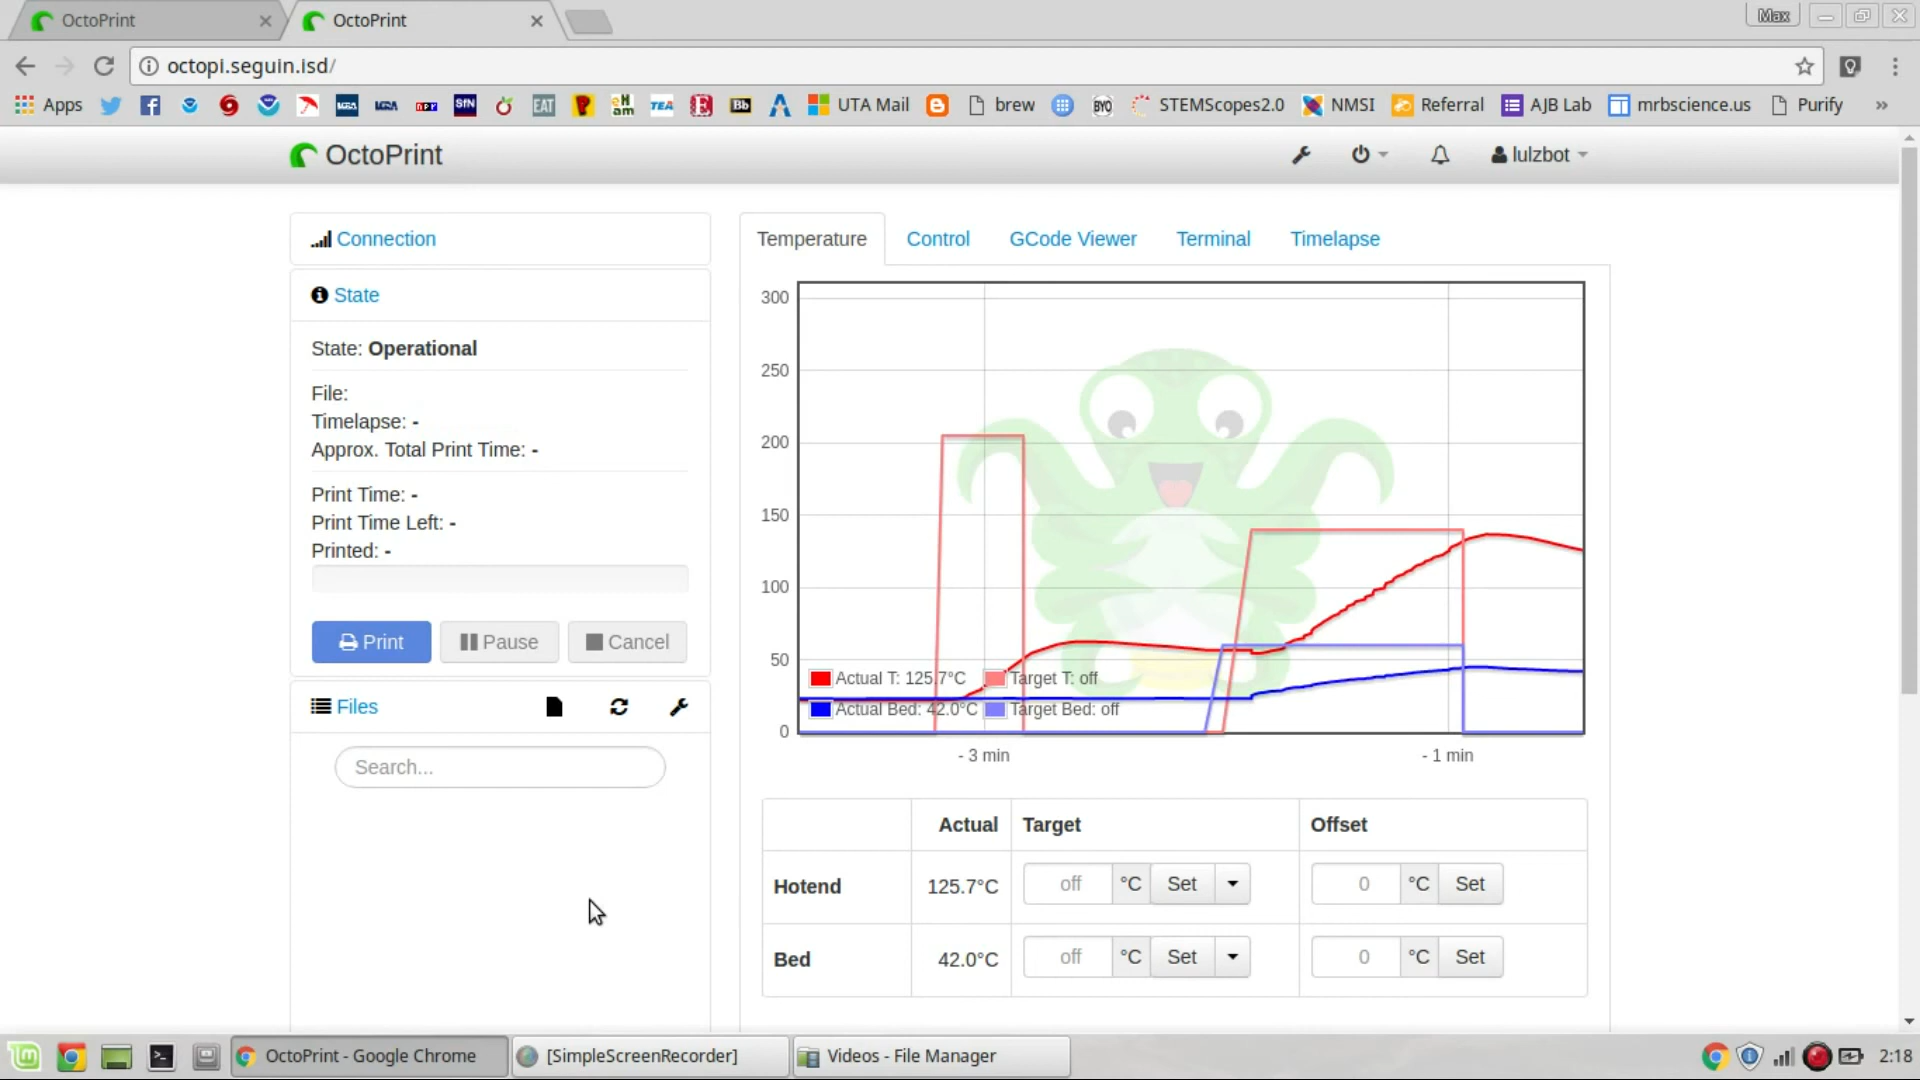 OctoPrint
OctoPrint
Max
octopi.seguin.isd/
Apps
EAT
TEA
Bb
BYO
UTA Mail
brew
STEMScopes2.0
NMSI
Referral
AJB Lab
mrbscience.us
Purify
»
OctoPrint
lulzbot
Connection
State
State: Operational
File:
Timelapse: -
Approx. Total Print Time: -
Print Time: -
Print Time Left: -
Printed: -
Print
Pause
Cancel
Files
Search...
Temperature
Control
GCode Viewer
Terminal
Timelapse
300
250
200
150
100
50
0
Actual T: 125.7°C
Target T: off
Actual Bed: 42.0°C
Target Bed: off
- 3 min
- 1 min
Actual
Target
Offset
Hotend
125.7°C
off
°C
Set
0
°C
Set
Bed
42.0°C
off
°C
Set
0
°C
Set
OctoPrint - Google Chrome
[SimpleScreenRecorder]
Videos - File Manager
2:18